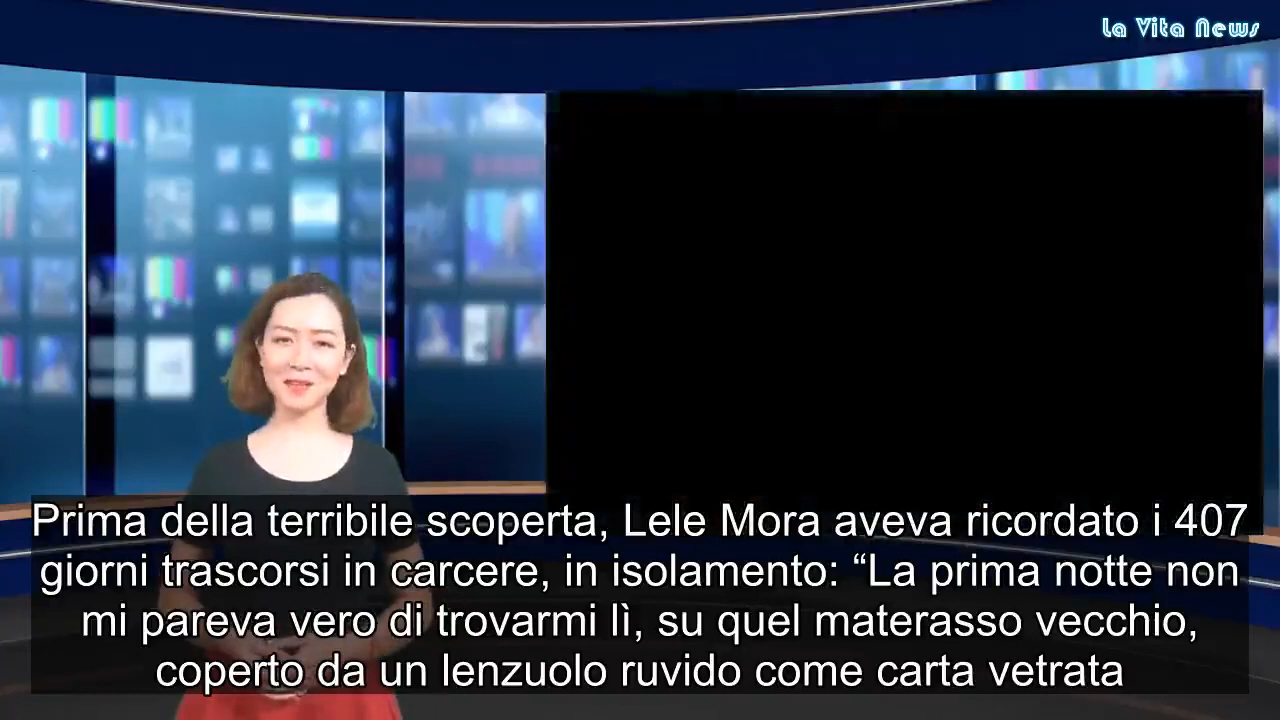 La Vita News
Prima della terribile scoperta, Lele Mora aveva ricordato i 407
giorni trascorsi in carcere, in isolamento: “La prima notte non
mi pareva vero di trovarmi lì, su quel materasso vecchio,
coperto da un lenzuolo ruvido come carta vetrata